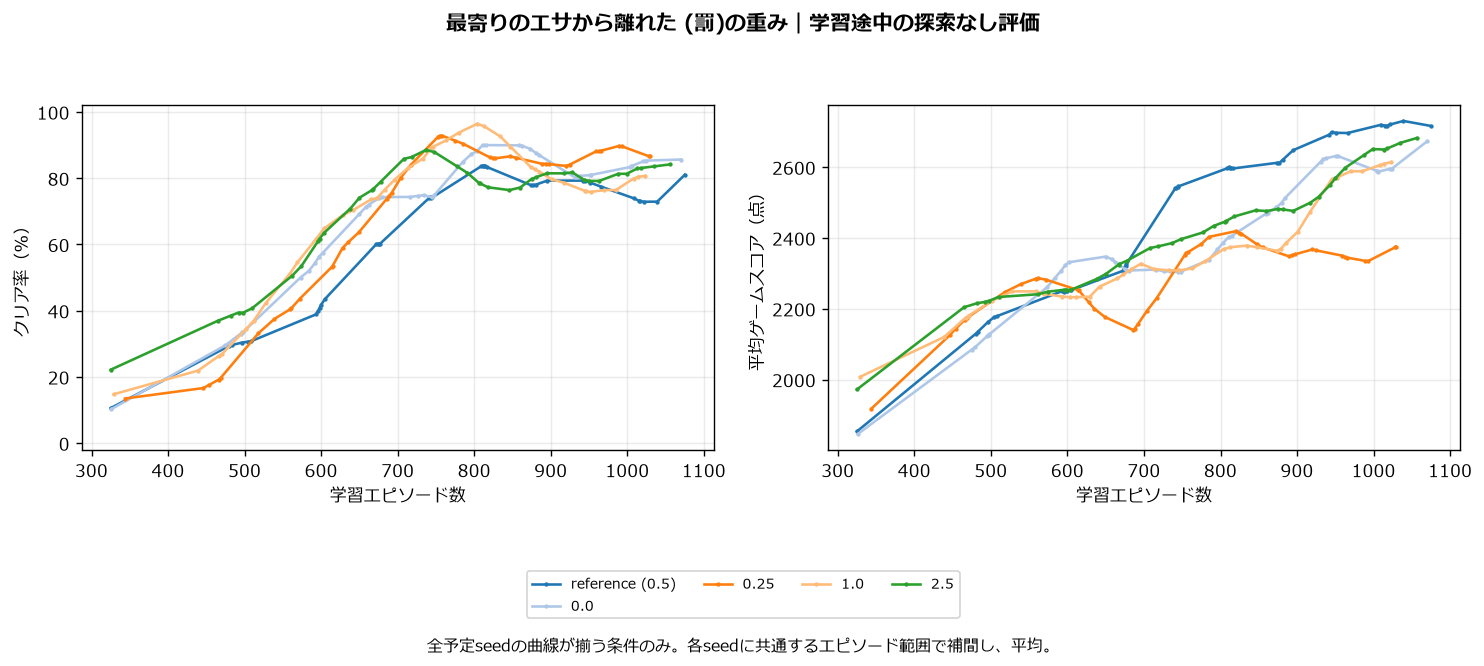 最寄りのエサから離れた (罰)の重み｜学習途中の探索なし評価
クリア率（%）
100
80
60
40
20
0
300 400 500 600 700 800 900 1000 1100
学習エピソード数
平均ゲームスコア（点）
2600
2400
2200
2000
300 400 500 600 700 800 900 1000 1100
学習エピソード数
reference (0.5) 0.25 1.0 2.5
0.0
全予定seedの曲線が揃う条件のみ。各seedに共通するエピソード範囲で補間し、平均。